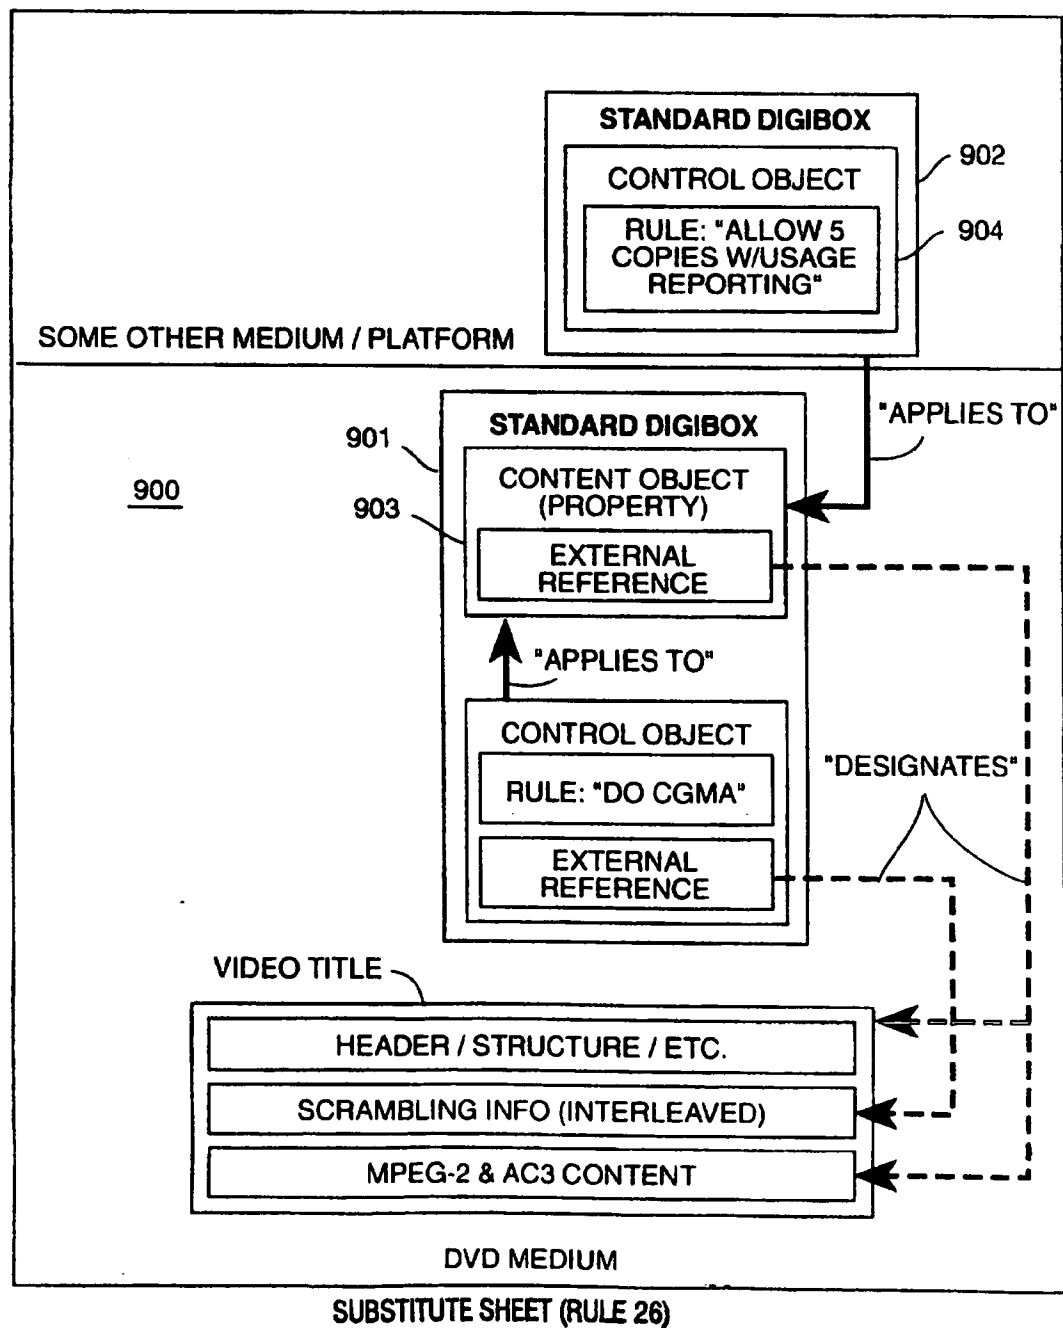 STANDARD DIGIBOX
902
CONTROL OBJECT
RULE: "ALLOW 5
COPIES W/USAGE
REPORTING"
904
SOME OTHER MEDIUM / PLATFORM
"APPLIES TO"
STANDARD DIGIBOX
901
900
CONTENT OBJECT
(PROPERTY)
903
EXTERNAL
REFERENCE
"APPLIES TO"
CONTROL OBJECT
RULE: "DO CGMA"
"DESIGNATES"
EXTERNAL
REFERENCE
VIDEO TITLE
HEADER / STRUCTURE / ETC.
SCRAMBLING INFO (INTERLEAVED)
MPEG-2 & AC3 CONTENT
DVD MEDIUM
SUBSTITUTE SHEET (RULE 26)